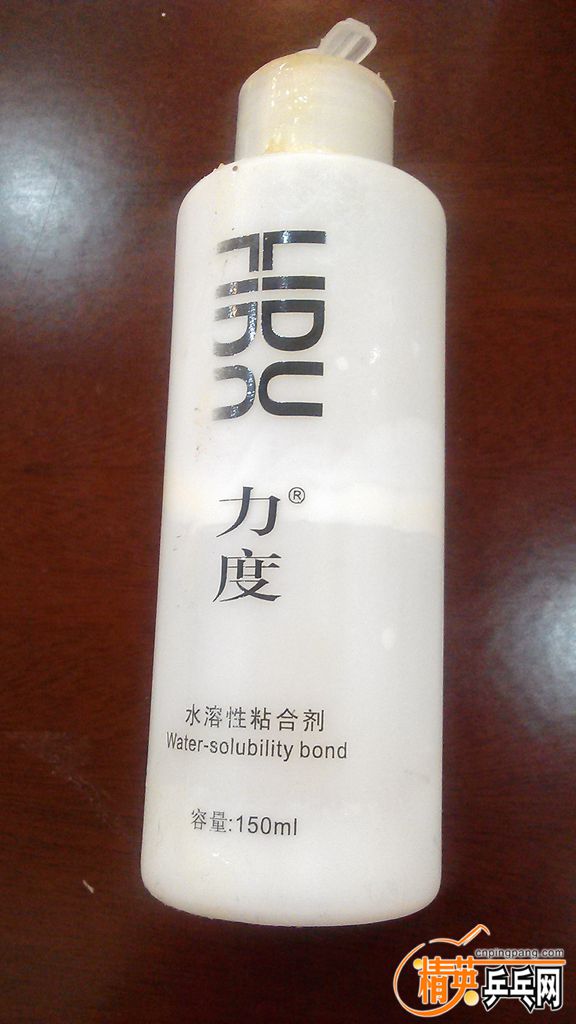 LIDU
力
度
®
水溶性粘合剂
Water-solubility bond
容量:150ml
cnpingpang.com
精英乒乓网